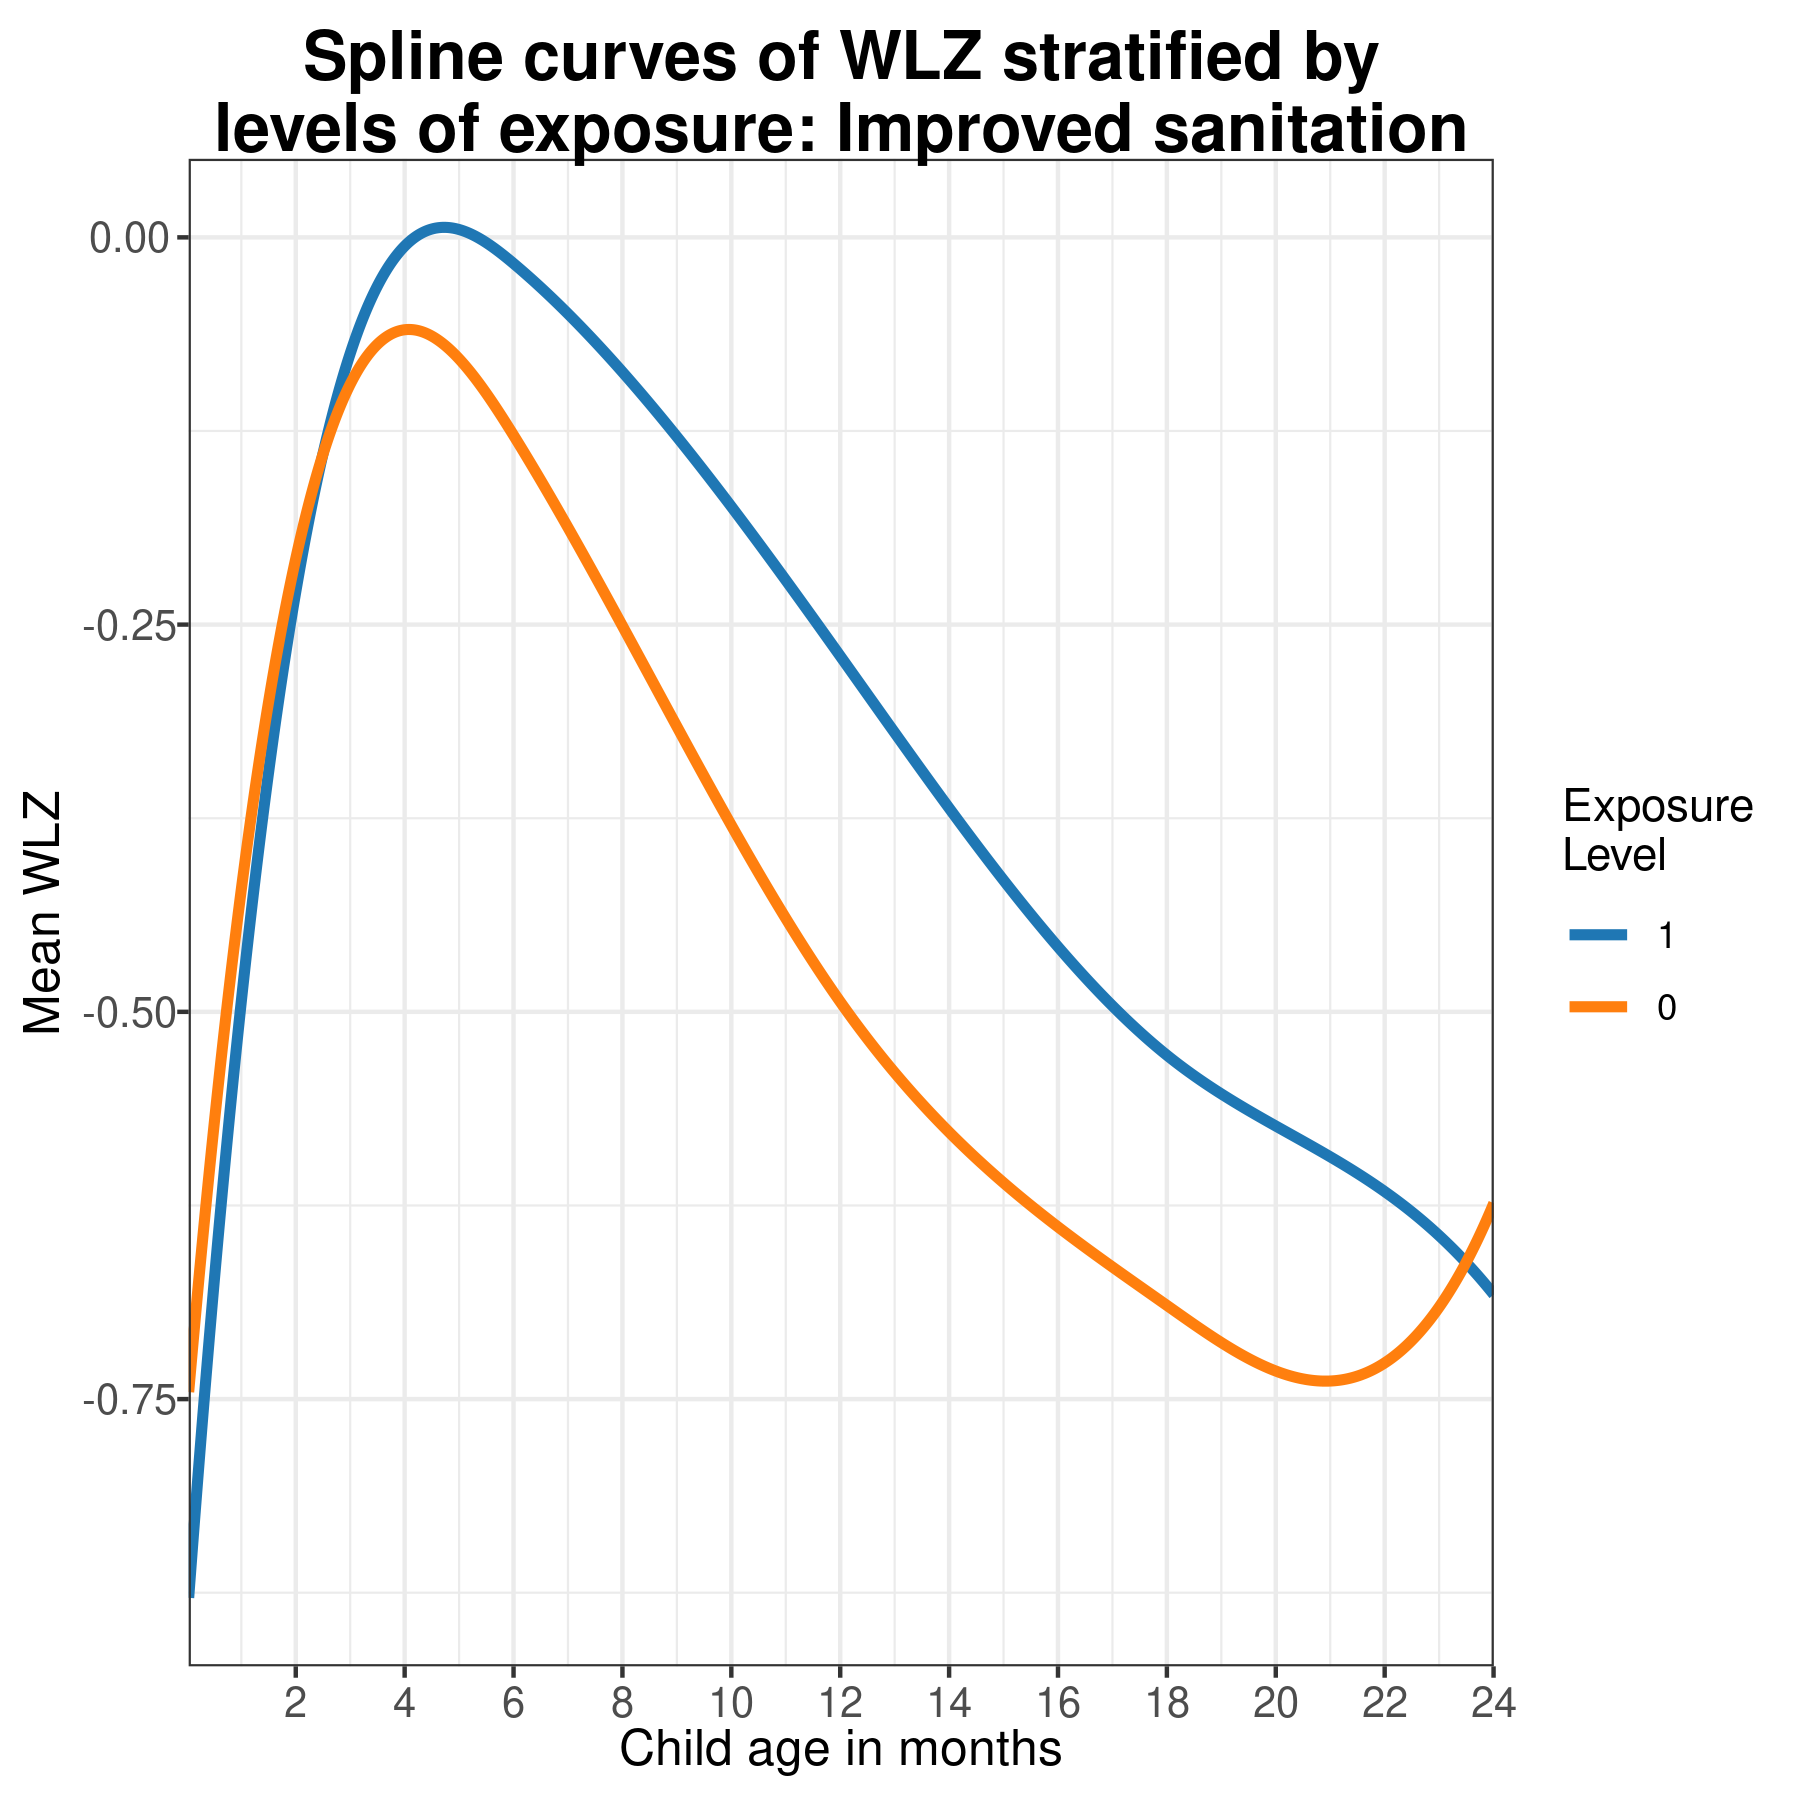 Spline curves of WLZ stratified by
levels of exposure: Improved sanitation
0.00
-0.25
-0.50
-0.75
Mean WLZ
2 4 6 8 10 12 14 16 18 20 22 24
Child age in months
Exposure
Level
1
0